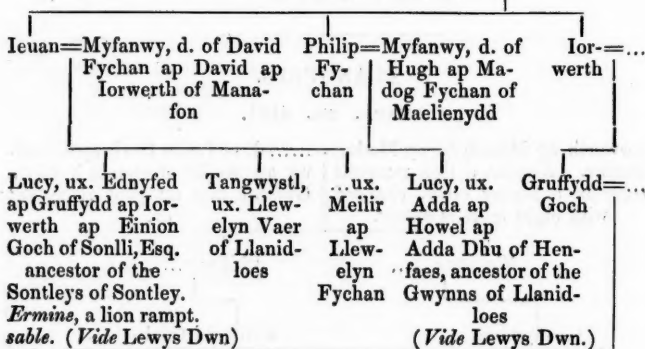 Ieuan=Myfanwy, d. of David
Fychan ap David ap
Iorwerth of Mana-
fon
Philip=Myfanwy, d. of
Fy- Hugh ap Ma-
chan dog Fychan of
Maelienydd
Ior-=...
werth
Lucy, ux. Ednyfed
ap Gruffydd ap Ior-
werth ap Einion
Goch of Sonlli, Esq.
ancestor of the
Sontleys of Sontley.
Ermine, a lion rampt.
sable. (Vide Lewys Dwn)
Tangwystl,
ux. Llew-
elyn Vaer
of Llanid-
loes
...ux.
Meilir
ap
Llew-
elyn
Fychan
Lucy, ux.
Adda ap
Howel ap
Adda Dhu of Hen-
faes, ancestor of the
Gwynns of Llanid-
loes
(Vide Lewys Dwn.)
Gruffydd=...
Goch